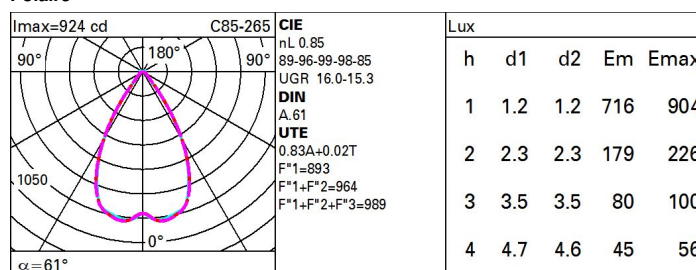 Imax=924 cd C85-265
90° 180° 90°
1050
0°
α=61°
CIE
nL 0.85
89-96-99-98-85
UGR 16.0-15.3
DIN
A.61
UTE
0.83A+0.02T
F"1=893
F"1+F"2=964
F"1+F"2+F"3=989
Lux
h d1 d2 Em Emax
1 1.2 1.2 716 904
2 2.3 2.3 179 226
3 3.5 3.5 80 100
4 4.7 4.6 45 56